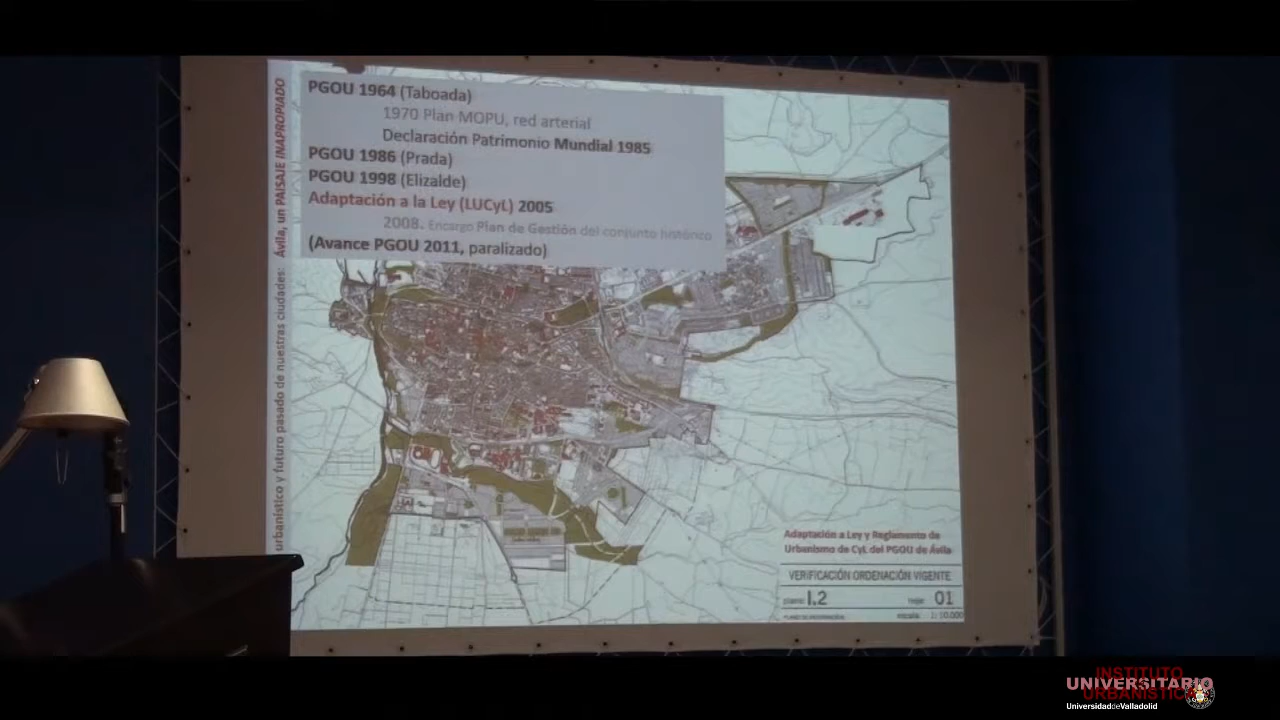 PGOU 1964 (Taboada)
1970 Plan MOPU, red arterial
Declaración Patrimonio Mundial 1985
PGOU 1986 (Prada)
PGOU 1998 (Elizalde)
Adaptación a la Ley (LUCyL) 2005
2008. Encargo Plan de Gestión del conjunto histórico
(Avance PGOU 2011, paralizado)
urbanístico y futuro pasado de nuestras ciudades: Ávila, un PAISAJE INAPROPIADO
Adaptación a Ley y Reglamento de
Urbanismo de CyL del PGOU de Ávila
VERIFICACIÓN ORDENACIÓN VIGENTE
plano: I.2 hoja: 01
escala: 1: 10.000
INSTITUTO
UNIVERSITARIO
URBANÍSTICA
UniversidaddeValladolid